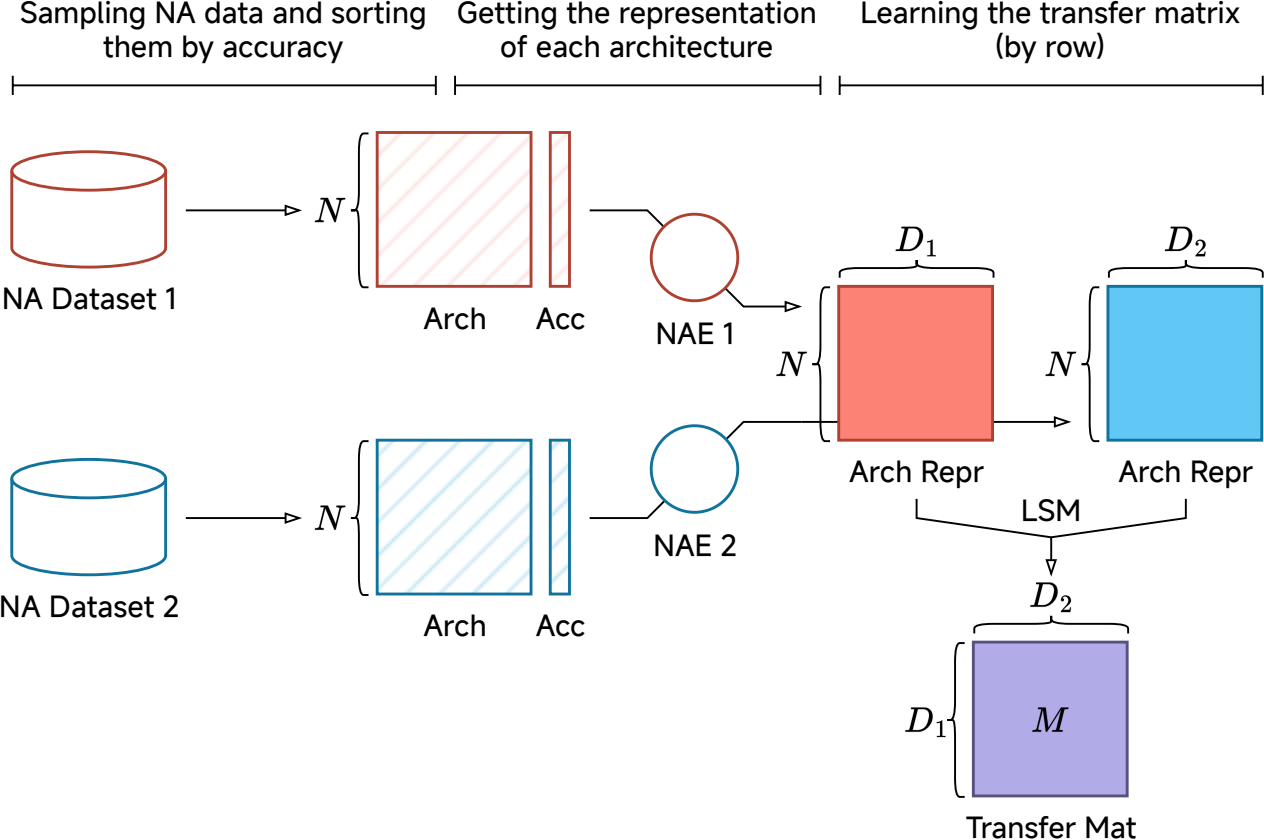 Sampling NA data and sorting
them by accuracy
Getting the representation
of each architecture
Learning the transfer matrix
(by row)
NA Dataset 1
N
Arch
Acc
NAE 1
D₁
N
Arch Repr
D₂
N
Arch Repr
NA Dataset 2
N
Arch
Acc
NAE 2
LSM
D₂
D₁
M
Transfer Mat